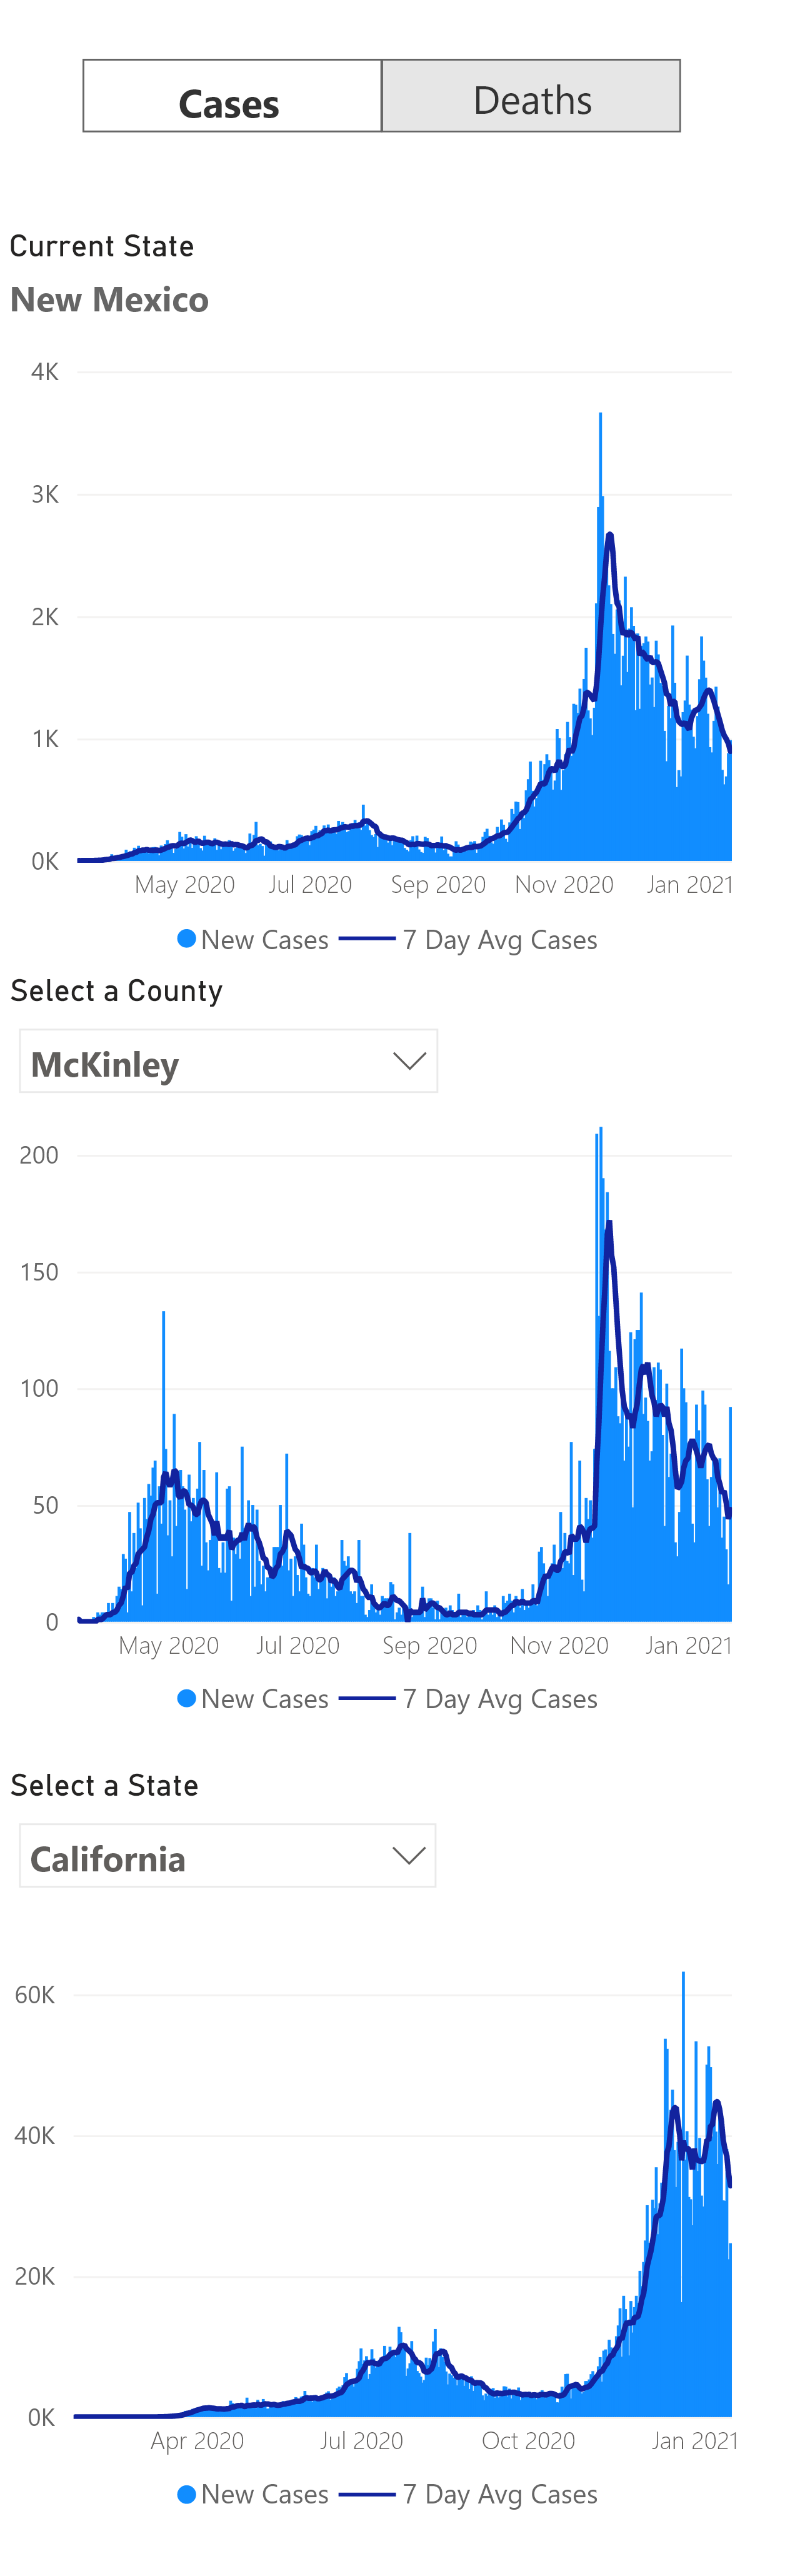 Cases Deaths
Current State
New Mexico
4K
3K
2K
1K
0K
May 2020 Jul 2020 Sep 2020 Nov 2020 Jan 2021
New Cases 7 Day Avg Cases
Select a County
McKinley
200
150
100
50
0
May 2020 Jul 2020 Sep 2020 Nov 2020 Jan 2021
New Cases 7 Day Avg Cases
Select a State
California
60K
40K
20K
0K
Apr 2020 Jul 2020 Oct 2020 Jan 2021
New Cases 7 Day Avg Cases